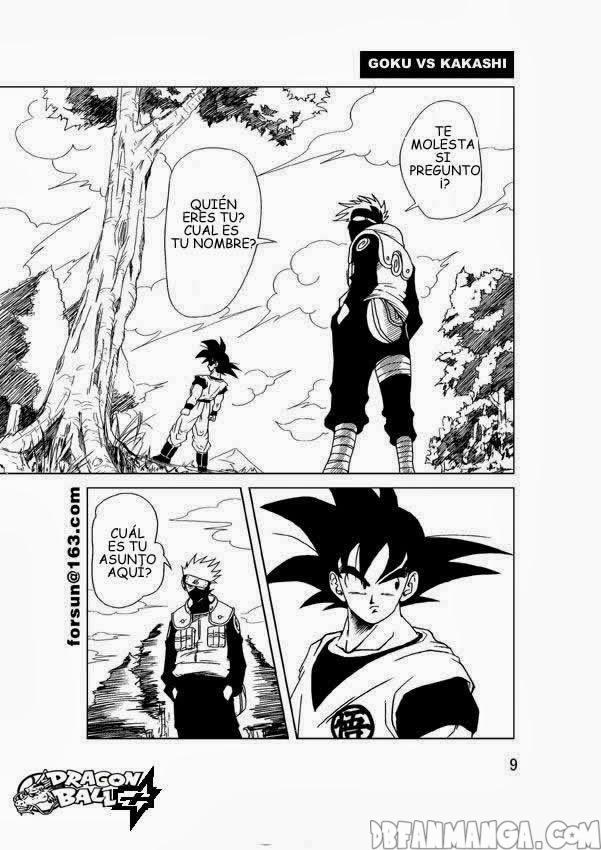 GOKU VS KAKASHI
TE
MOLESTA
SI
PREGUNTO
¡?
QUIÉN
ERES TU?
CUAL ES
TU NOMBRE?
forsun@163.com
CUÁL
ES TU
ASUNTO
AQUÍ?
悟
9
DRAGON
BALL Z
DBFANMANGA.COM